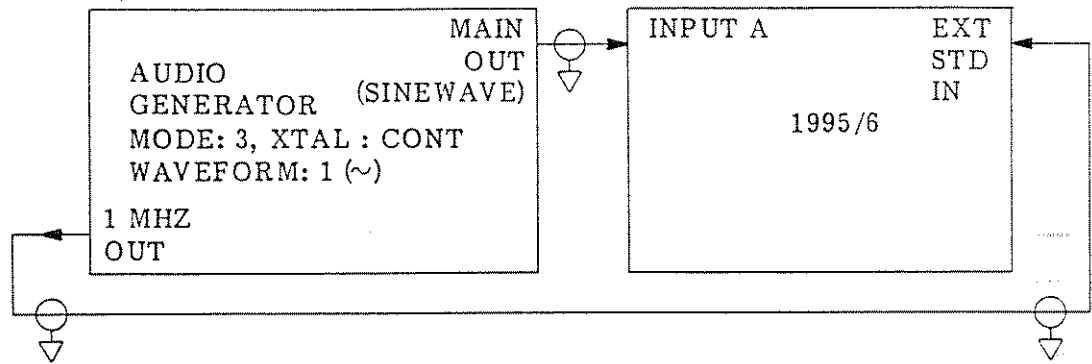 MAIN
OUT
(SINEWAVE)
AUDIO
GENERATOR
MODE: 3, XTAL : CONT
WAVEFORM: 1 (~)
1 MHZ
OUT
INPUT A
EXT
STD
IN
1995/6